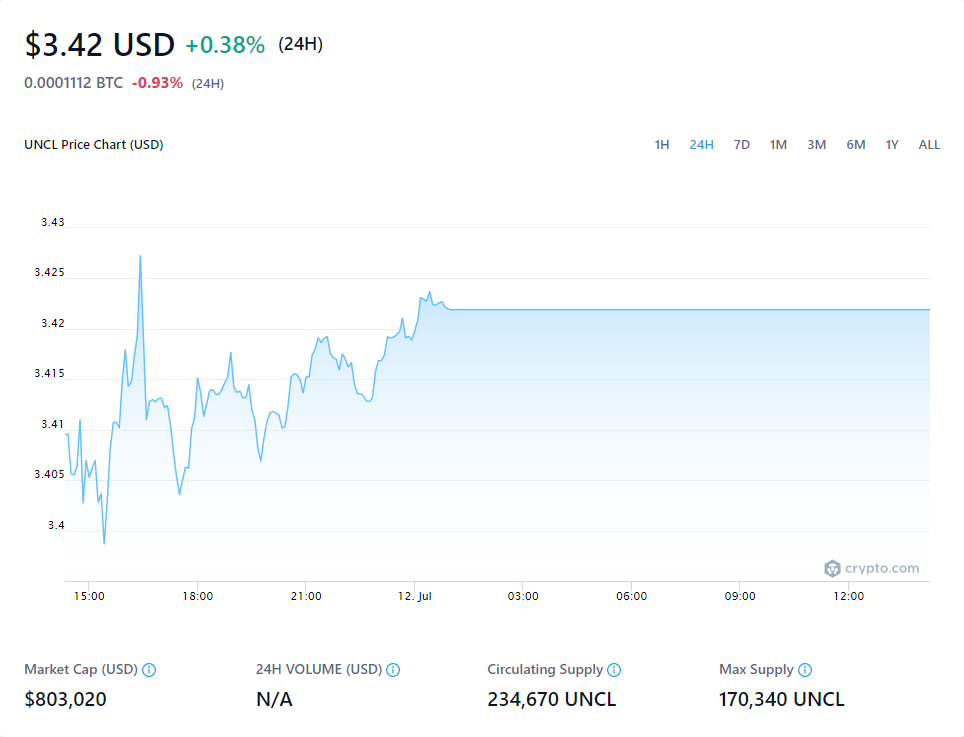 $3.42 USD +0.38% (24H)
0.0001112 BTC -0.93% (24H)
UNCL Price Chart (USD) 1H 24H 7D 1M 3M 6M 1Y ALL
3.43
3.425
3.42
3.415
3.41
3.405
3.4
crypto.com
15:00 18:00 21:00 12. Jul 03:00 06:00 09:00 12:00
Market Cap (USD) 24H VOLUME (USD) Circulating Supply Max Supply
$803,020 N/A 234,670 UNCL 170,340 UNCL